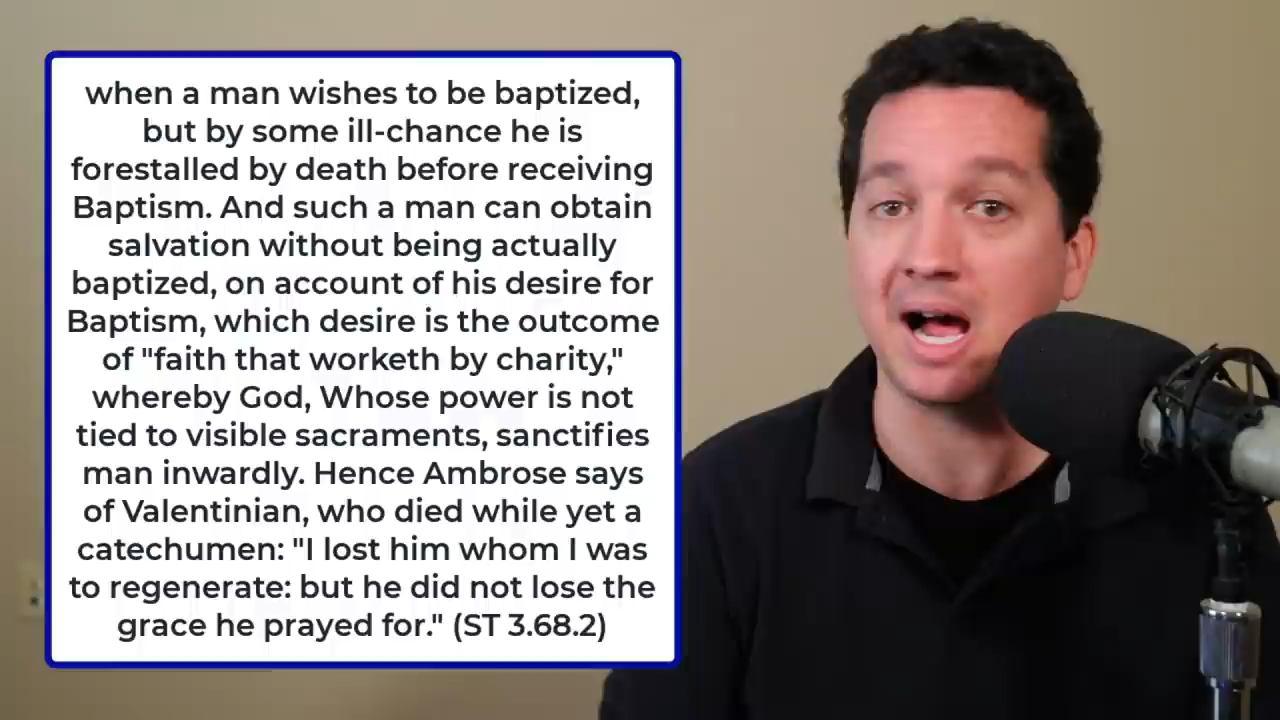 when a man wishes to be baptized,
but by some ill-chance he is
forestalled by death before receiving
Baptism. And such a man can obtain
salvation without being actually
baptized, on account of his desire for
Baptism, which desire is the outcome
of "faith that worketh by charity,"
whereby God, Whose power is not
tied to visible sacraments, sanctifies
man inwardly. Hence Ambrose says
of Valentinian, who died while yet a
catechumen: "I lost him whom I was
to regenerate: but he did not lose the
grace he prayed for." (ST 3.68.2)